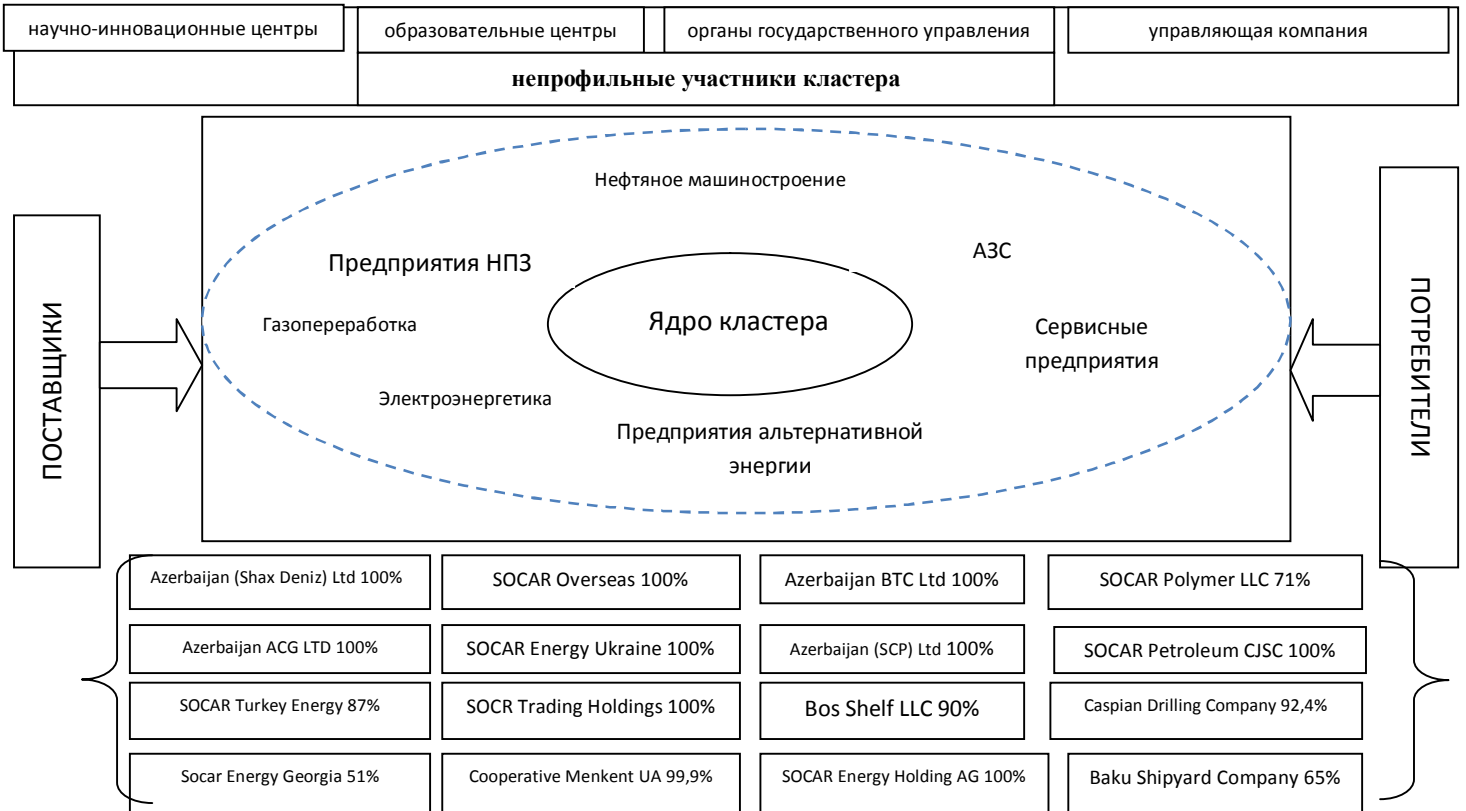 научно-инновационные центры
образовательные центры
органы государственного управления
управляющая компания
непрофильные участники кластера
Нефтяное машиностроение
Предприятия НПЗ
АЗС
Ядро кластера
Газопереработка
Сервисные
предприятия
Электроэнергетика
Предприятия альтернативной
энергии
ПОСТАВЩИКИ
ПОТРЕБИТЕЛИ
Azerbaijan (Shax Deniz) Ltd 100%
SOCAR Overseas 100%
Azerbaijan BTC Ltd 100%
SOCAR Polymer LLC 71%
Azerbaijan ACG LTD 100%
SOCAR Energy Ukraine 100%
Azerbaijan (SCP) Ltd 100%
SOCAR Petroleum CJSC 100%
SOCAR Turkey Energy 87%
SOCR Trading Holdings 100%
Bos Shelf LLC 90%
Caspian Drilling Company 92,4%
Socar Energy Georgia 51%
Cooperative Menkent UA 99,9%
SOCAR Energy Holding AG 100%
Baku Shipyard Company 65%